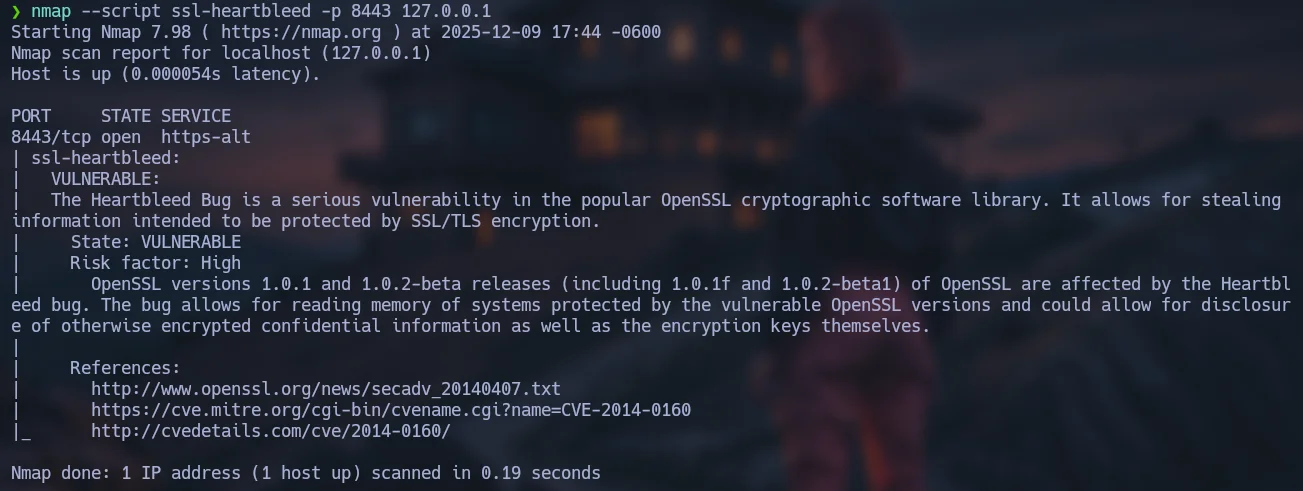 ❯ nmap --script ssl-heartbleed -p 8443 127.0.0.1
Starting Nmap 7.98 ( https://nmap.org ) at 2025-12-09 17:44 -0600
Nmap scan report for localhost (127.0.0.1)
Host is up (0.000054s latency).

PORT     STATE SERVICE
8443/tcp open  https-alt
| ssl-heartbleed:
|   VULNERABLE:
|   The Heartbleed Bug is a serious vulnerability in the popular OpenSSL cryptographic software library. It allows for stealing
information intended to be protected by SSL/TLS encryption.
|     State: VULNERABLE
|     Risk factor: High
|       OpenSSL versions 1.0.1 and 1.0.2-beta releases (including 1.0.1f and 1.0.2-beta1) of OpenSSL are affected by the Heartbl
eed bug. The bug allows for reading memory of systems protected by the vulnerable OpenSSL versions and could allow for disclosur
e of otherwise encrypted confidential information as well as the encryption keys themselves.
|
|     References:
|       http://www.openssl.org/news/secadv_20140407.txt
|       https://cve.mitre.org/cgi-bin/cvename.cgi?name=CVE-2014-0160
|_      http://cvedetails.com/cve/2014-0160/

Nmap done: 1 IP address (1 host up) scanned in 0.19 seconds